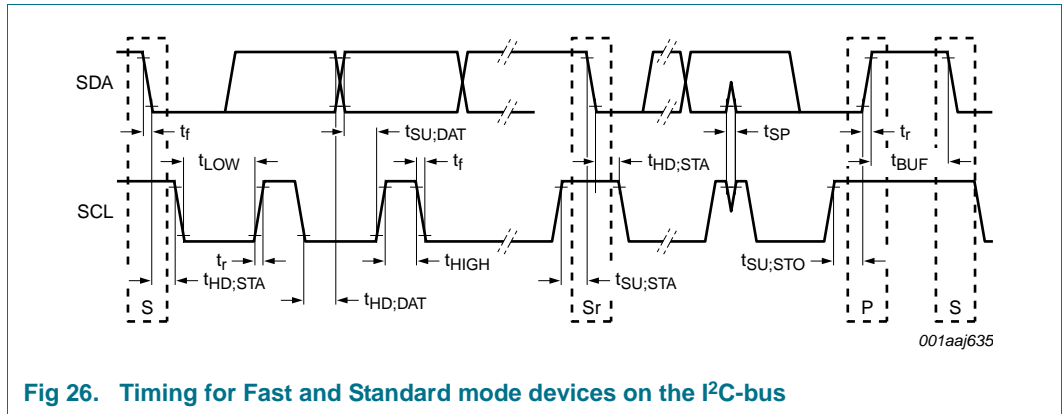 SDA
t_f
t_SU;DAT
t_SP
t_r
t_LOW
t_f
t_HD;STA
t_BUF
SCL
t_r
t_HIGH
t_SU;STO
t_HD;STA
t_SU;STA
t_HD;DAT
S
Sr
P
S
001aaj635
Fig 26. Timing for Fast and Standard mode devices on the I²C-bus